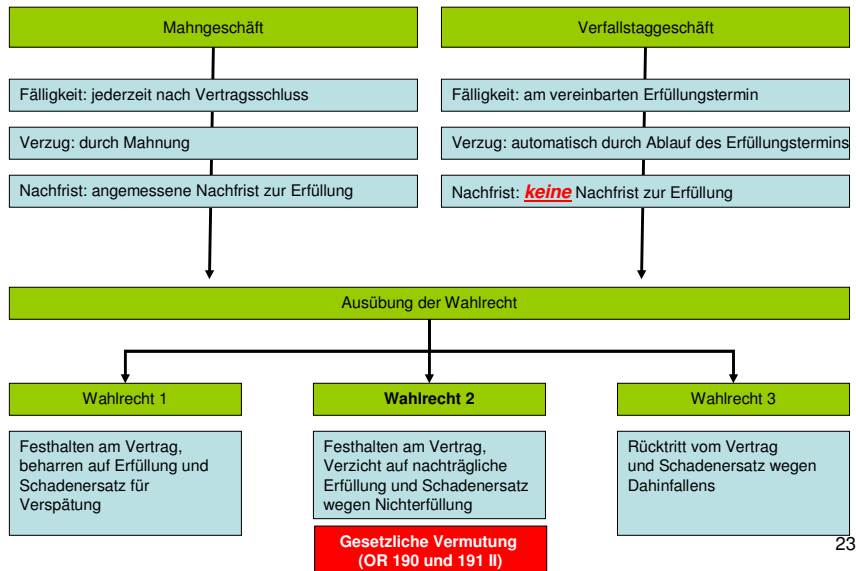 Mahngeschäft
Fälligkeit: jederzeit nach Vertragsschluss
Verzug: durch Mahnung
Nachfrist: angemessene Nachfrist zur Erfüllung
Verfallstaggeschäft
Fälligkeit: am vereinbarten Erfüllungstermin
Verzug: automatisch durch Ablauf des Erfüllungstermins
Nachfrist: keine Nachfrist zur Erfüllung
Ausübung der Wahlrecht
Wahlrecht 1
Festhalten am Vertrag,
beharren auf Erfüllung und
Schadenersatz für
Verspätung
Wahlrecht 2
Festhalten am Vertrag,
Verzicht auf nachträgliche
Erfüllung und Schadenersatz
wegen Nichterfüllung
Gesetzliche Vermutung
(OR 190 und 191 II)
Wahlrecht 3
Rücktritt vom Vertrag
und Schadenersatz wegen
Dahinfallens
23